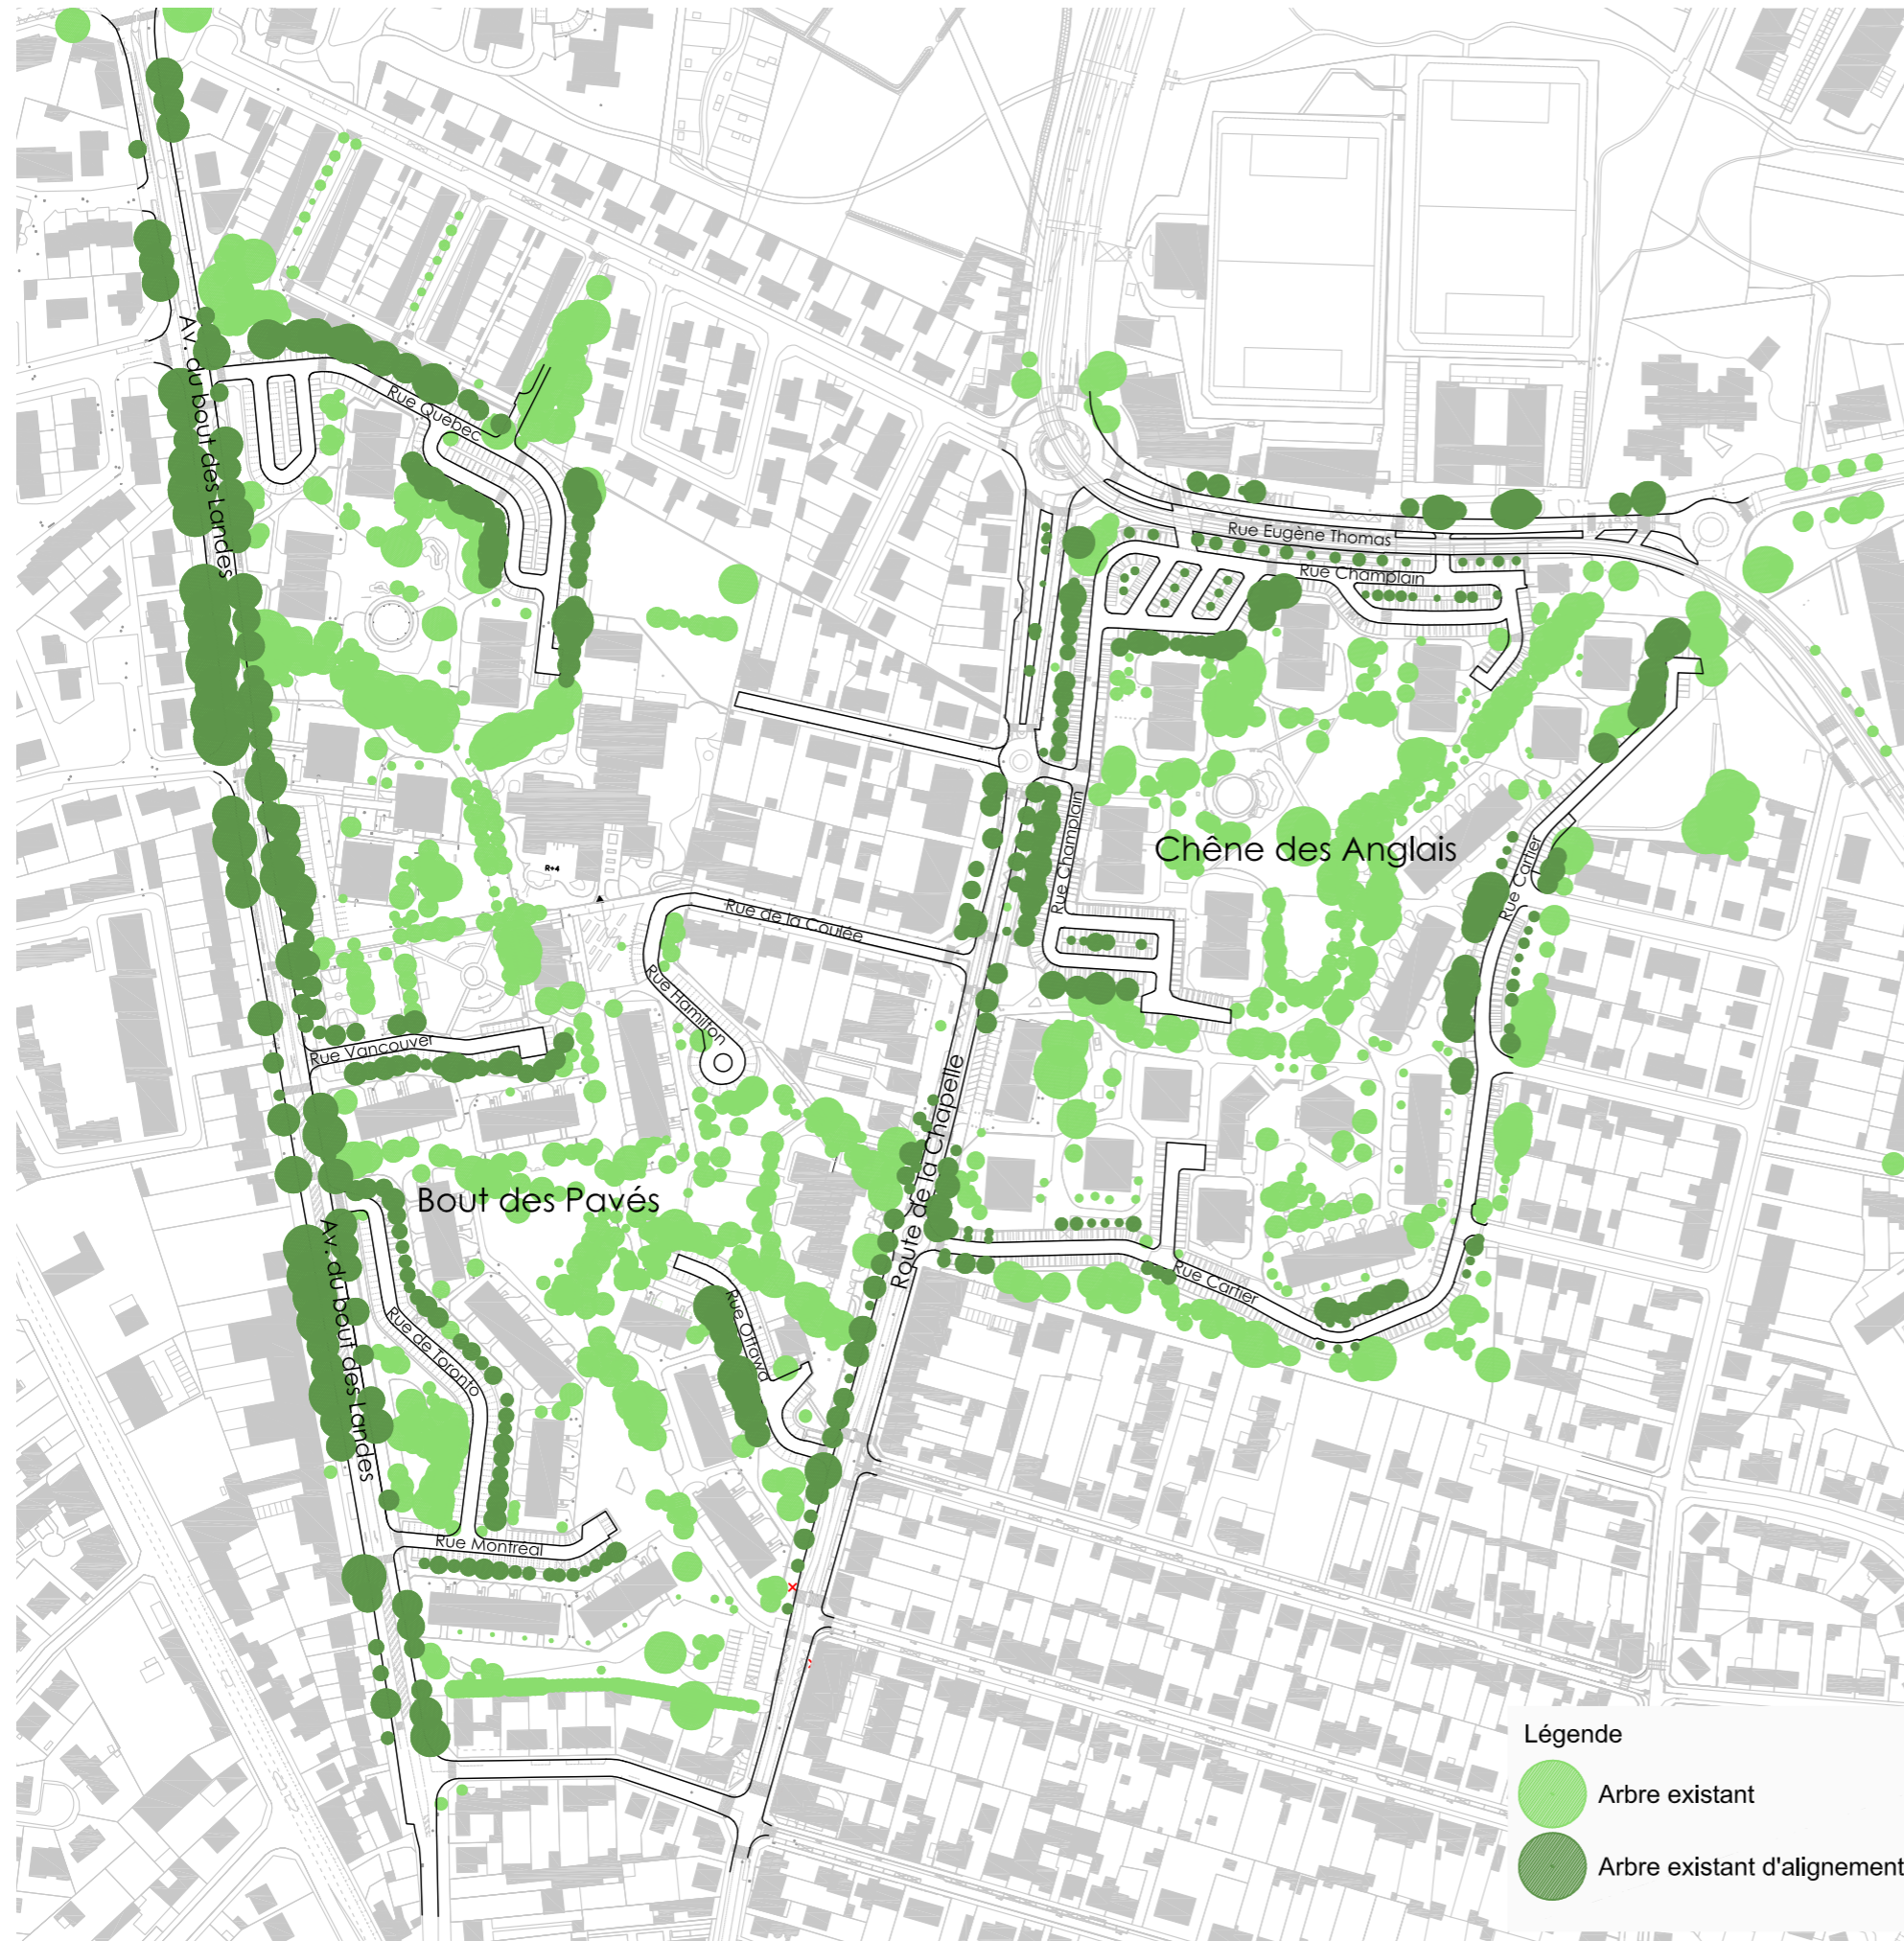 Av. du bout des Landes
Rue Québec
Rue Eugène Thomas
Rue Champlain
Rue Champlain
Chêne des Anglais
Rue Cartier
R+4
Rue de la Coulée
Rue Hamilton
Rue Vancouver
Route de la Chapelle
Bout des Pavés
Av. du bout des Landes
Rue de Toronto
Rue Ottawa
Rue Cartier
Rue Montréal
Légende
Arbre existant
Arbre existant d'alignement